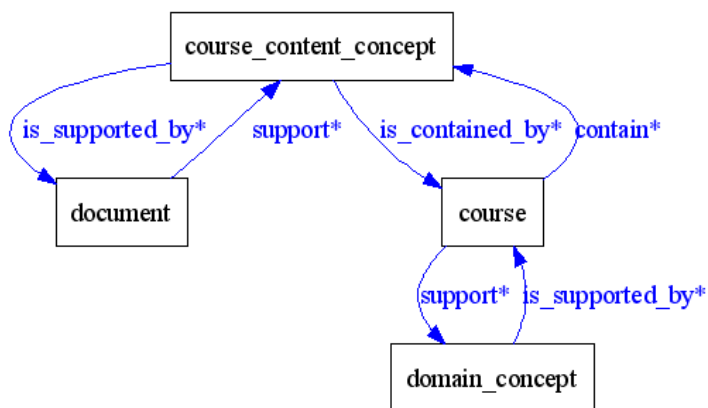 course_content_concept
is_supported_by*
support*
is_contained_by*
contain*
document
course
support*
is_supported_by*
domain_concept